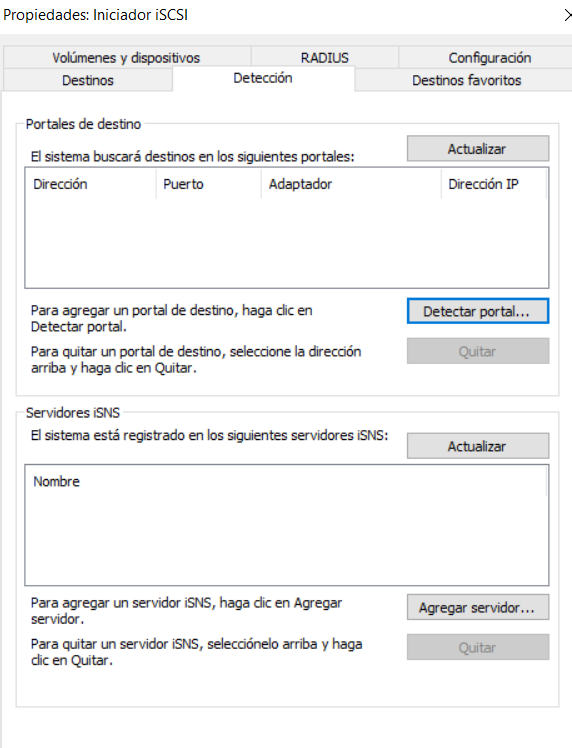 Propiedades: Iniciador iSCSI
Volúmenes y dispositivos RADIUS Configuración
Destinos Detección Destinos favoritos
Portales de destino
El sistema buscará destinos en los siguientes portales:
Actualizar
Dirección Puerto Adaptador Dirección IP
Para agregar un portal de destino, haga clic en
Detectar portal.
Detectar portal...
Para quitar un portal de destino, seleccione la dirección
arriba y haga clic en Quitar.
Quitar
Servidores iSNS
El sistema está registrado en los siguientes servidores iSNS:
Actualizar
Nombre
Para agregar un servidor iSNS, haga clic en Agregar
servidor.
Agregar servidor...
Para quitar un servidor iSNS, selecciónelo arriba y haga
clic en Quitar.
Quitar